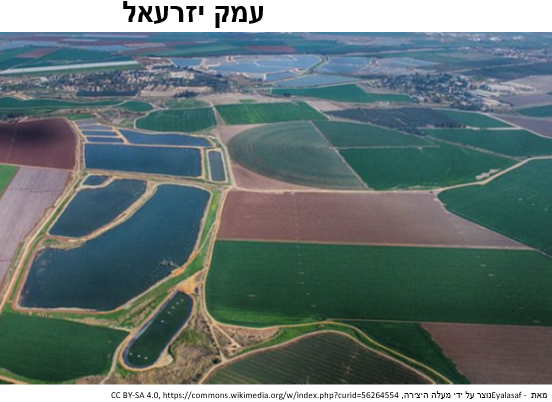 עמק יזרעאל
מאת Eyalasaf - נוצר על ידי מעלה היצירה, CC BY-SA 4.0, https://commons.wikimedia.org/w/index.php?curid=56264554